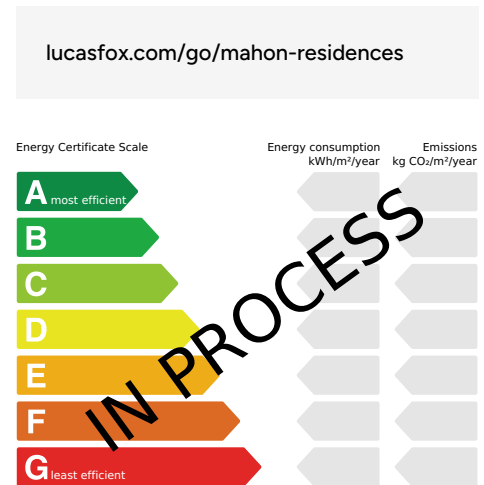 lucasfox.com/go/mahon-residences
Energy Certificate Scale
Energy consumption
kWh/m²/year
Emissions
kg CO₂/m²/year
A most efficient
B
C
D
E
F
G least efficient
IN PROCESS